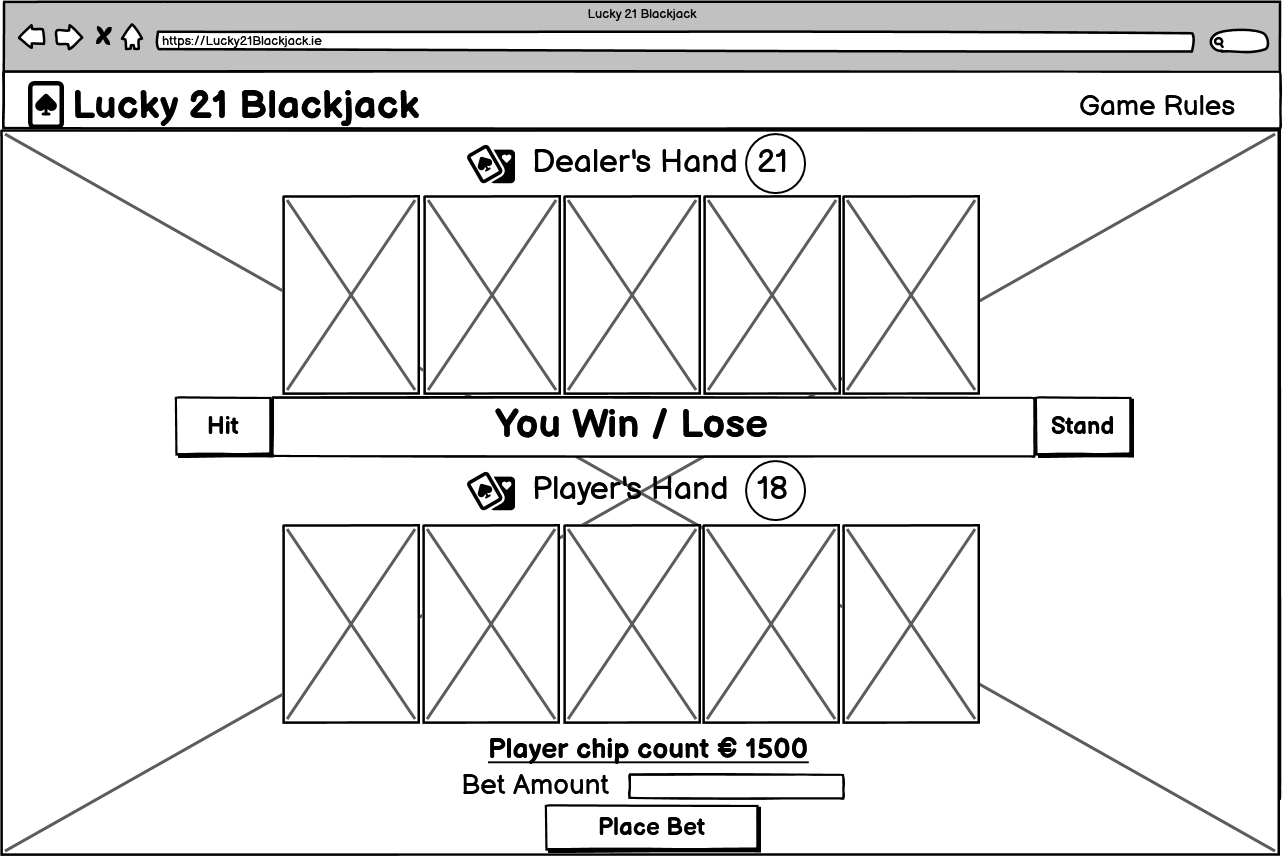 Lucky 21 Blackjack
https://Lucky21Blackjack.ie
Lucky 21 Blackjack
Game Rules
Dealer's Hand 21
Hit
You Win / Lose
Stand
Player's Hand 18
Player chip count € 1500
Bet Amount
Place Bet